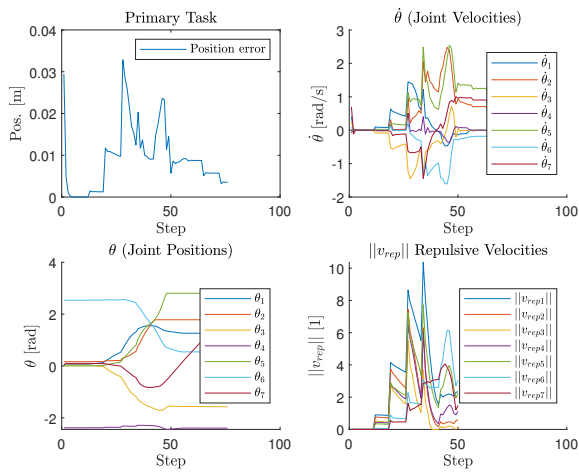 Primary Task
0.04
0.03
0.02
0.01
0
Pos. [m]
Position error
0 50 100
Step
θ̇ (Joint Velocities)
3
2
1
0
-1
-2
θ̇ [rad/s]
θ̇1
θ̇2
θ̇3
θ̇4
θ̇5
θ̇6
θ̇7
0 50 100
Step
θ (Joint Positions)
4
2
0
-2
θ [rad]
θ1
θ2
θ3
θ4
θ5
θ6
θ7
0 50 100
Step
||vrep|| Repulsive Velocities
10
8
6
4
2
0
||vrep|| [1]
||vrep1||
||vrep2||
||vrep3||
||vrep4||
||vrep5||
||vrep6||
||vrep7||
0 50 100
Step